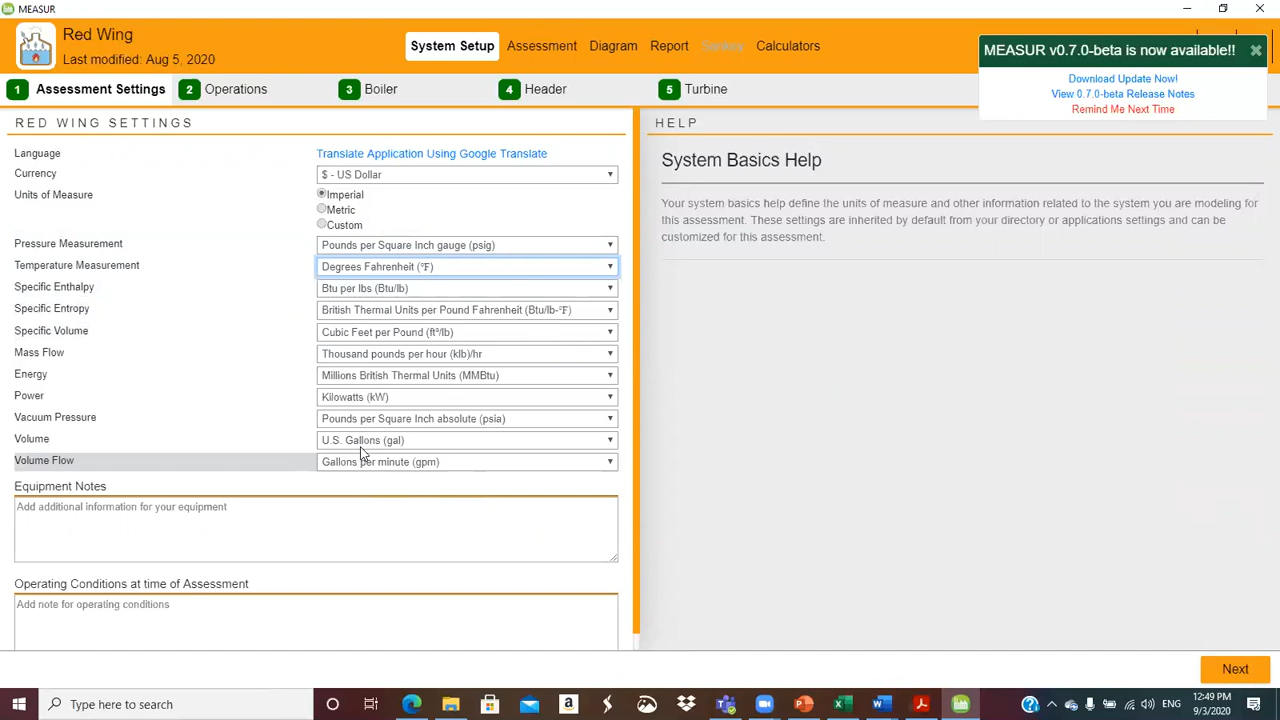 MEASUR
Red Wing
Last modified: Aug 5, 2020
System Setup
Assessment
Diagram
Report
Sankey
Calculators
MEASUR v0.7.0-beta is now available!!
Download Update Now!
View 0.7.0-beta Release Notes
Remind Me Next Time
1 Assessment Settings
2 Operations
3 Boiler
4 Header
5 Turbine
RED WING SETTINGS
Language
Translate Application Using Google Translate
Currency
$ - US Dollar
Units of Measure
Imperial
Metric
Custom
Pressure Measurement
Pounds per Square Inch gauge (psig)
Temperature Measurement
Degrees Fahrenheit (℉)
Specific Enthalpy
Btu per lbs (Btu/lb)
Specific Entropy
British Thermal Units per Pound Fahrenheit (Btu/lb-℉)
Specific Volume
Cubic Feet per Pound (ft³/lb)
Mass Flow
Thousand pounds per hour (klb)/hr
Energy
Millions British Thermal Units (MMBtu)
Power
Kilowatts (kW)
Vacuum Pressure
Pounds per Square Inch absolute (psia)
Volume
U.S. Gallons (gal)
Volume Flow
Gallons per minute (gpm)
Equipment Notes
Add additional information for your equipment
Operating Conditions at time of Assessment
Add note for operating conditions
HELP
System Basics Help
Your system basics help define the units of measure and other information related to the system you are modeling for
this assessment. These settings are inherited by default from your directory or applications settings and can be
customized for this assessment.
Next
Type here to search
12:49 PM
9/3/2020